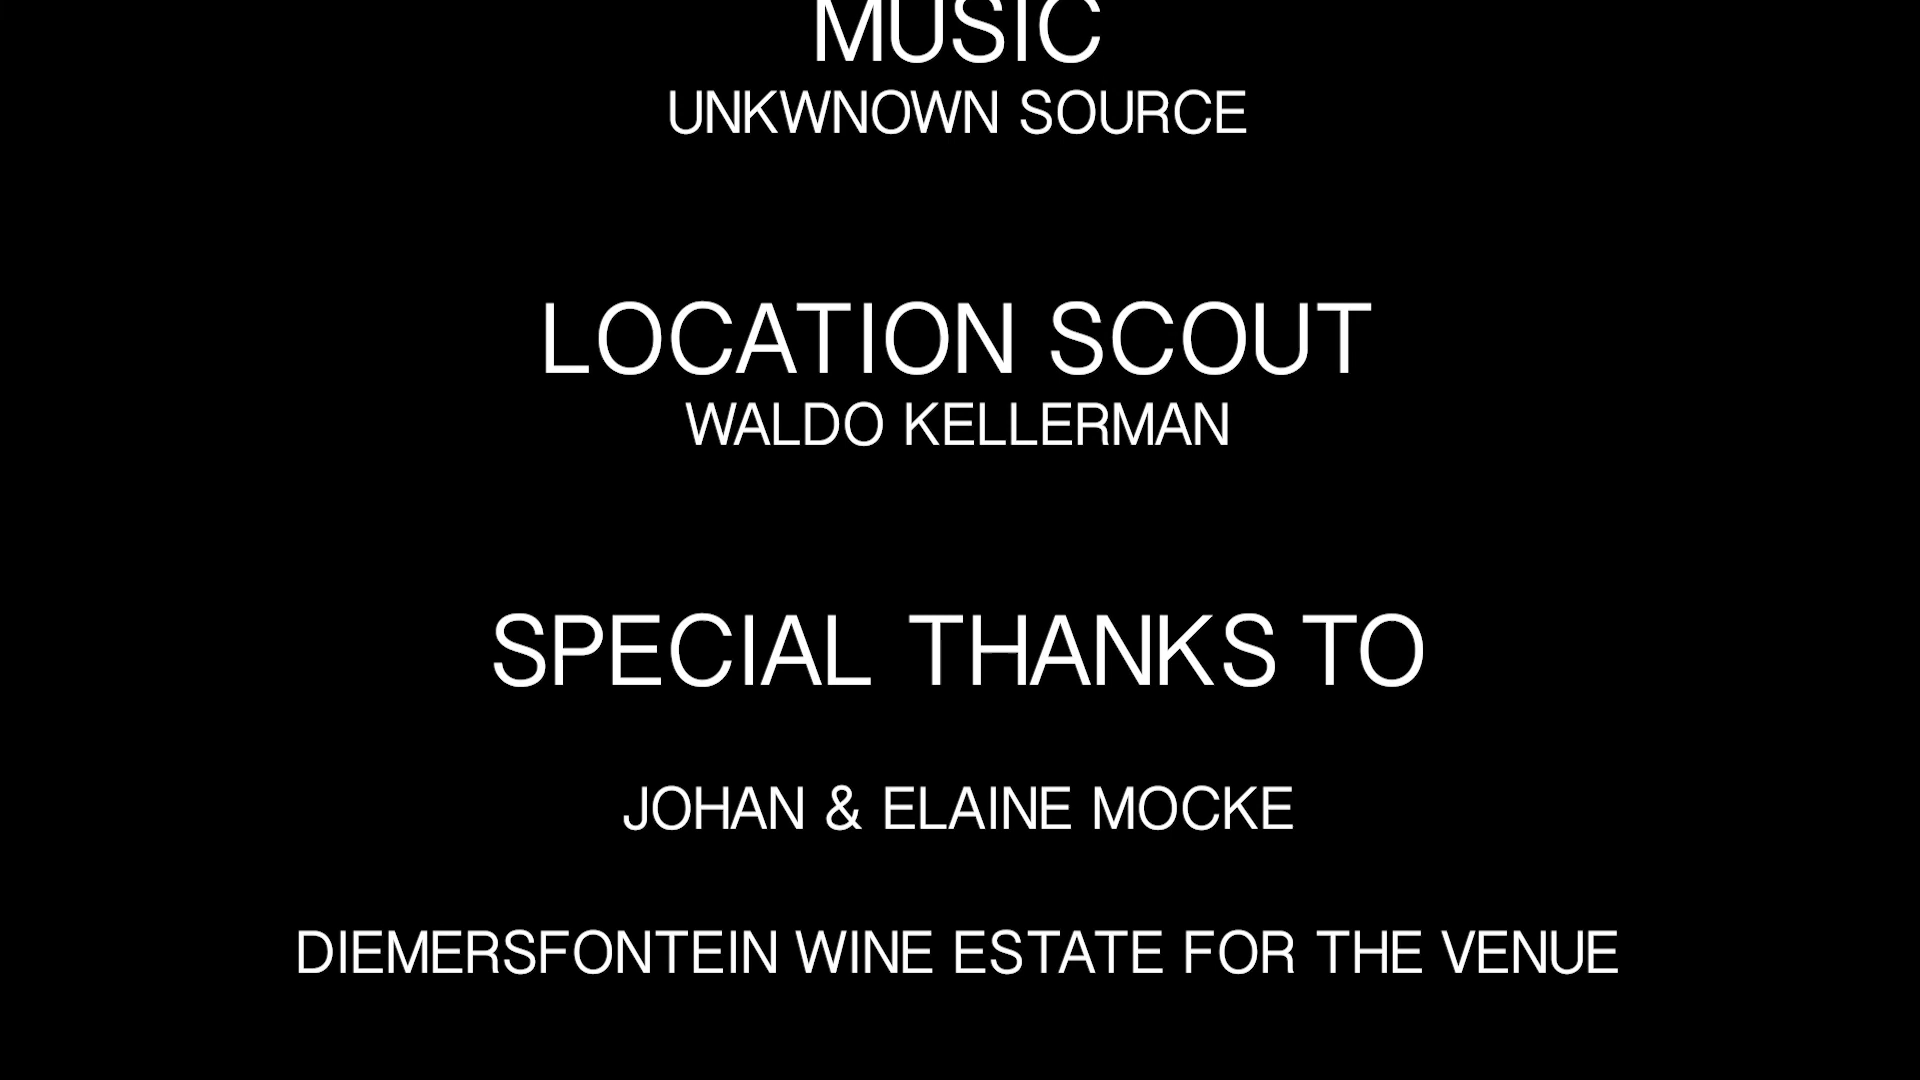 MUSIC
UNKWNOWN SOURCE
LOCATION SCOUT
WALDO KELLERMAN
SPECIAL THANKS TO
JOHAN & ELAINE MOCKE
DIEMERSFONTEIN WINE ESTATE FOR THE VENUE